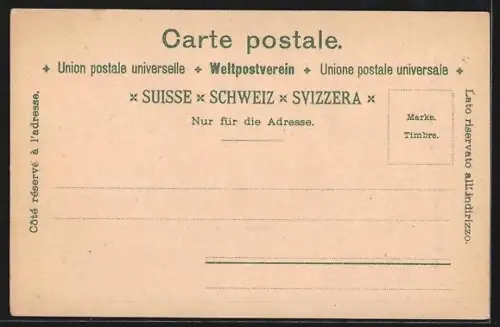 Carte postale.
Union postale universelle ✦ Weltpostverein ✦ Unione postale universale
× SUISSE × SCHWEIZ × SVIZZERA ×
Nur für die Adresse.
Marke.
Timbre.
Côté réservé à l'adresse.
Lato riservato all'indirizzo.